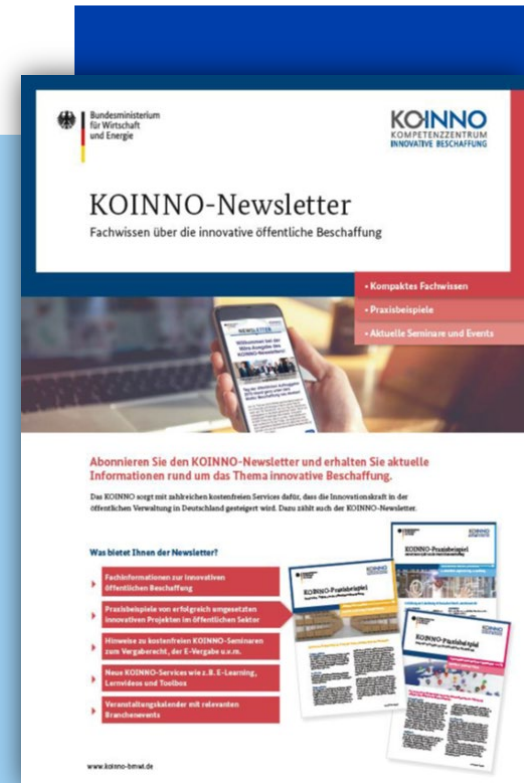 Bundesministerium
für Wirtschaft
und Energie
KOINNO
KOMPETENZZENTRUM
INNOVATIVE BESCHAFFUNG
KOINNO-Newsletter
Fachwissen über die innovative öffentliche Beschaffung
• Kompaktes Fachwissen
• Praxisbeispiele
• Aktuelle Seminare und Events
NEWSLETTER
Willkommen bei der
Abonnieren Sie den KOINNO-Newsletter und erhalten Sie aktuelle
Informationen rund um das Thema innovative Beschaffung.
Das KOINNO sorgt mit zahlreichen kostenfreien Services dafür, dass die Innovationskraft in der
öffentlichen Verwaltung in Deutschland gesteigert wird. Dazu zählt auch der KOINNO-Newsletter.
Was bietet Ihnen der Newsletter?
Fachinformationen zur innovativen
öffentlichen Beschaffung
Praxisbeispiele von erfolgreich umgesetzten
innovativen Projekten im öffentlichen Sektor
Hinweise zu kostenfreien KOINNO-Seminaren
zum Vergaberecht, der E-Vergabe u.v.m.
Neue KOINNO-Services wie z. B. E-Learning,
Lernvideos und Toolbox
Veranstaltungskalender mit relevanten
Branchenevents
KOINNO-Praxisbeispiel
KOINNO-Praxisbeispiel
KOINNO-Praxisbeispiel
www.koinno-bmwi.de